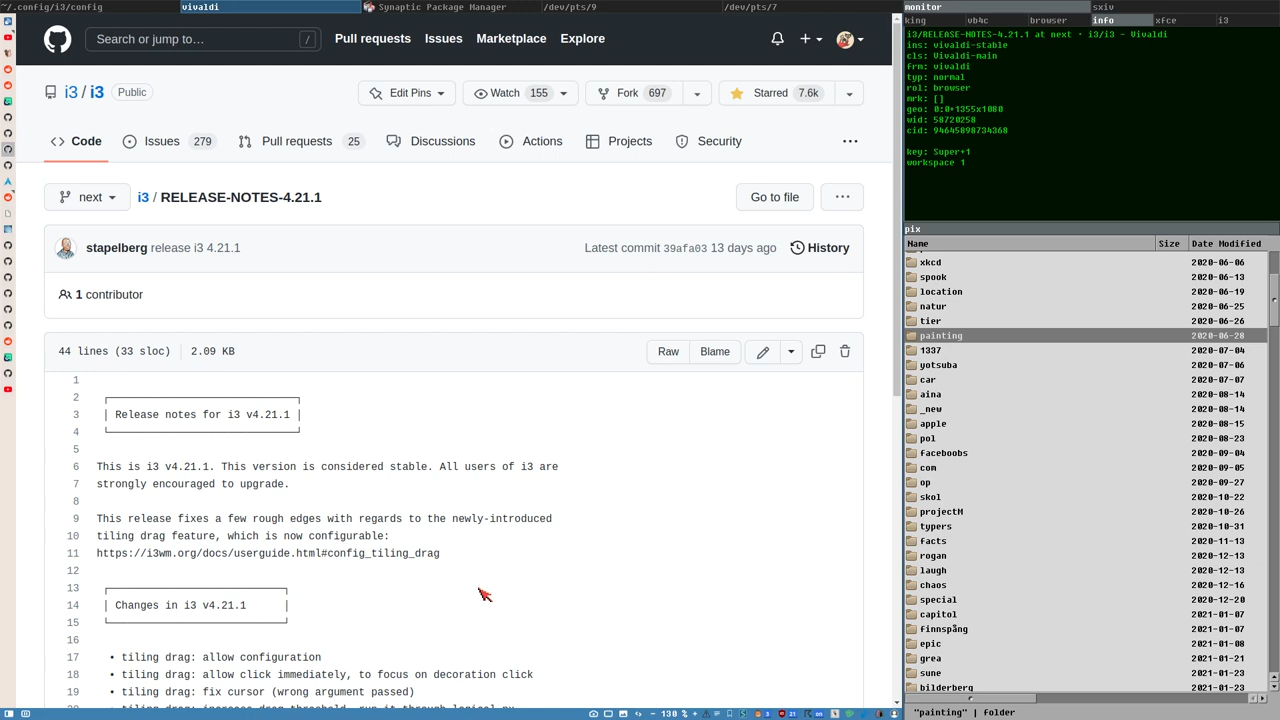 ~/.config/i3/config
vivaldi
Synaptic Package Manager
/dev/pts/9
/dev/pts/7
Search or jump to…
/
Pull requests
Issues
Marketplace
Explore
i3 / i3
Public
Edit Pins
Watch 155
Fork 697
Starred 7.6k
Code
Issues 279
Pull requests 25
Discussions
Actions
Projects
Security
next
i3 / RELEASE-NOTES-4.21.1
Go to file
stapelberg release i3 4.21.1
Latest commit 39afa03 13 days ago
History
1 contributor
44 lines (33 sloc)
2.09 KB
Raw
Blame
1
2
3 │ Release notes for i3 v4.21.1 │
4
5
6 This is i3 v4.21.1. This version is considered stable. All users of i3 are
7 strongly encouraged to upgrade.
8
9 This release fixes a few rough edges with regards to the newly-introduced
10 tiling drag feature, which is now configurable:
11 https://i3wm.org/docs/userguide.html#config_tiling_drag
12
13
14 │ Changes in i3 v4.21.1 │
15
16
17 • tiling drag: allow configuration
18 • tiling drag: allow click immediately, to focus on decoration click
19 • tiling drag: fix cursor (wrong argument passed)
130 %
monitor
sxiv
king
vb4c
browser
info
xfce
i3
i3/RELEASE-NOTES-4.21.1 at next · i3/i3 - Vivaldi
ins: vivaldi-stable
cls: Vivaldi-main
frm: vivaldi
typ: normal
rol: browser
mrk: []
geo: 0:0+1355x1080
wid: 58720258
cid: 94645898734368
key: Super+1
workspace 1
pix
Name Size Date Modified
xkcd 2020-06-06
spook 2020-06-13
location 2020-06-19
natur 2020-06-25
tier 2020-06-26
painting 2020-06-28
1337 2020-07-04
yotsuba 2020-07-06
car 2020-07-07
aina 2020-08-14
_new 2020-08-14
apple 2020-08-15
pol 2020-08-23
faceboobs 2020-09-04
com 2020-09-05
op 2020-09-27
skol 2020-10-22
projectM 2020-10-26
typers 2020-10-31
facts 2020-11-13
rogan 2020-12-13
laugh 2020-12-13
chaos 2020-12-16
special 2020-12-20
capitol 2021-01-07
finnspång 2021-01-07
epic 2021-01-08
grea 2021-01-21
sune 2021-01-23
bilderberg 2021-01-23
"painting" | folder